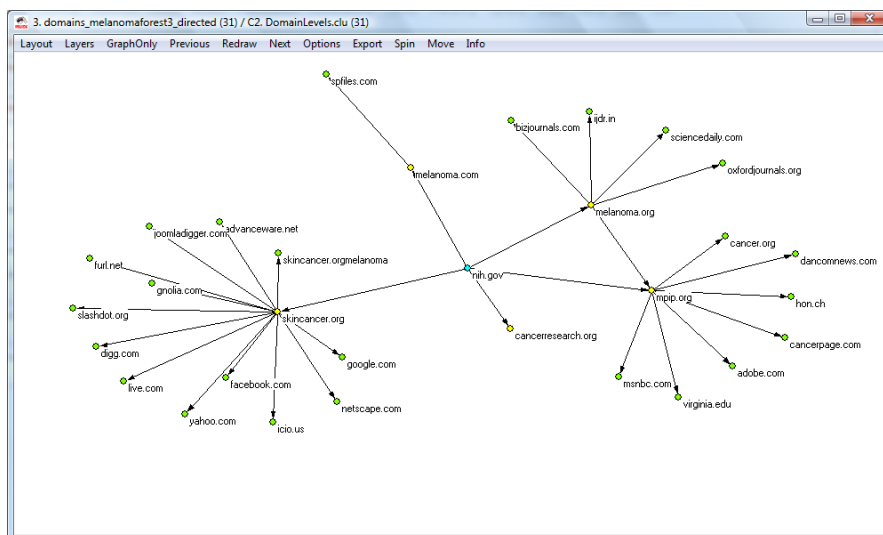 3. domains_melanomaforest3_directed (31) / C2. DomainLevels.clu (31)
Layout Layers GraphOnly Previous Redraw Next Options Export Spin Move Info
spfiles.com
bizjournals.com
ijdr.in
sciencedaily.com
oxfordjournals.org
melanoma.com
melanoma.org
advanceware.net
joomladigger.com
cancer.org
dancomnews.com
skincancer.orgmelanoma
furl.net
nih.gov
gnolia.com
mpip.org
hon.ch
slashdot.org
skincancer.org
cancerresearch.org
cancerpage.com
digg.com
google.com
adobe.com
live.com
facebook.com
msnbc.com
netscape.com
virginia.edu
yahoo.com
icio.us